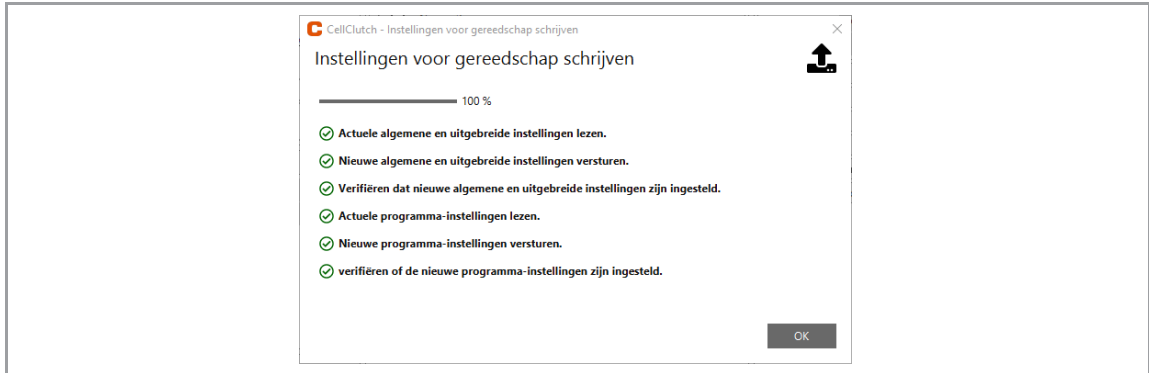 CellClutch - Instellingen voor gereedschap schrijven
Instellingen voor gereedschap schrijven
100 %
Actuele algemene en uitgebreide instellingen lezen.
Nieuwe algemene en uitgebreide instellingen versturen.
Verifiëren dat nieuwe algemene en uitgebreide instellingen zijn ingesteld.
Actuele programma-instellingen lezen.
Nieuwe programma-instellingen versturen.
verifiëren of de nieuwe programma-instellingen zijn ingesteld.
OK